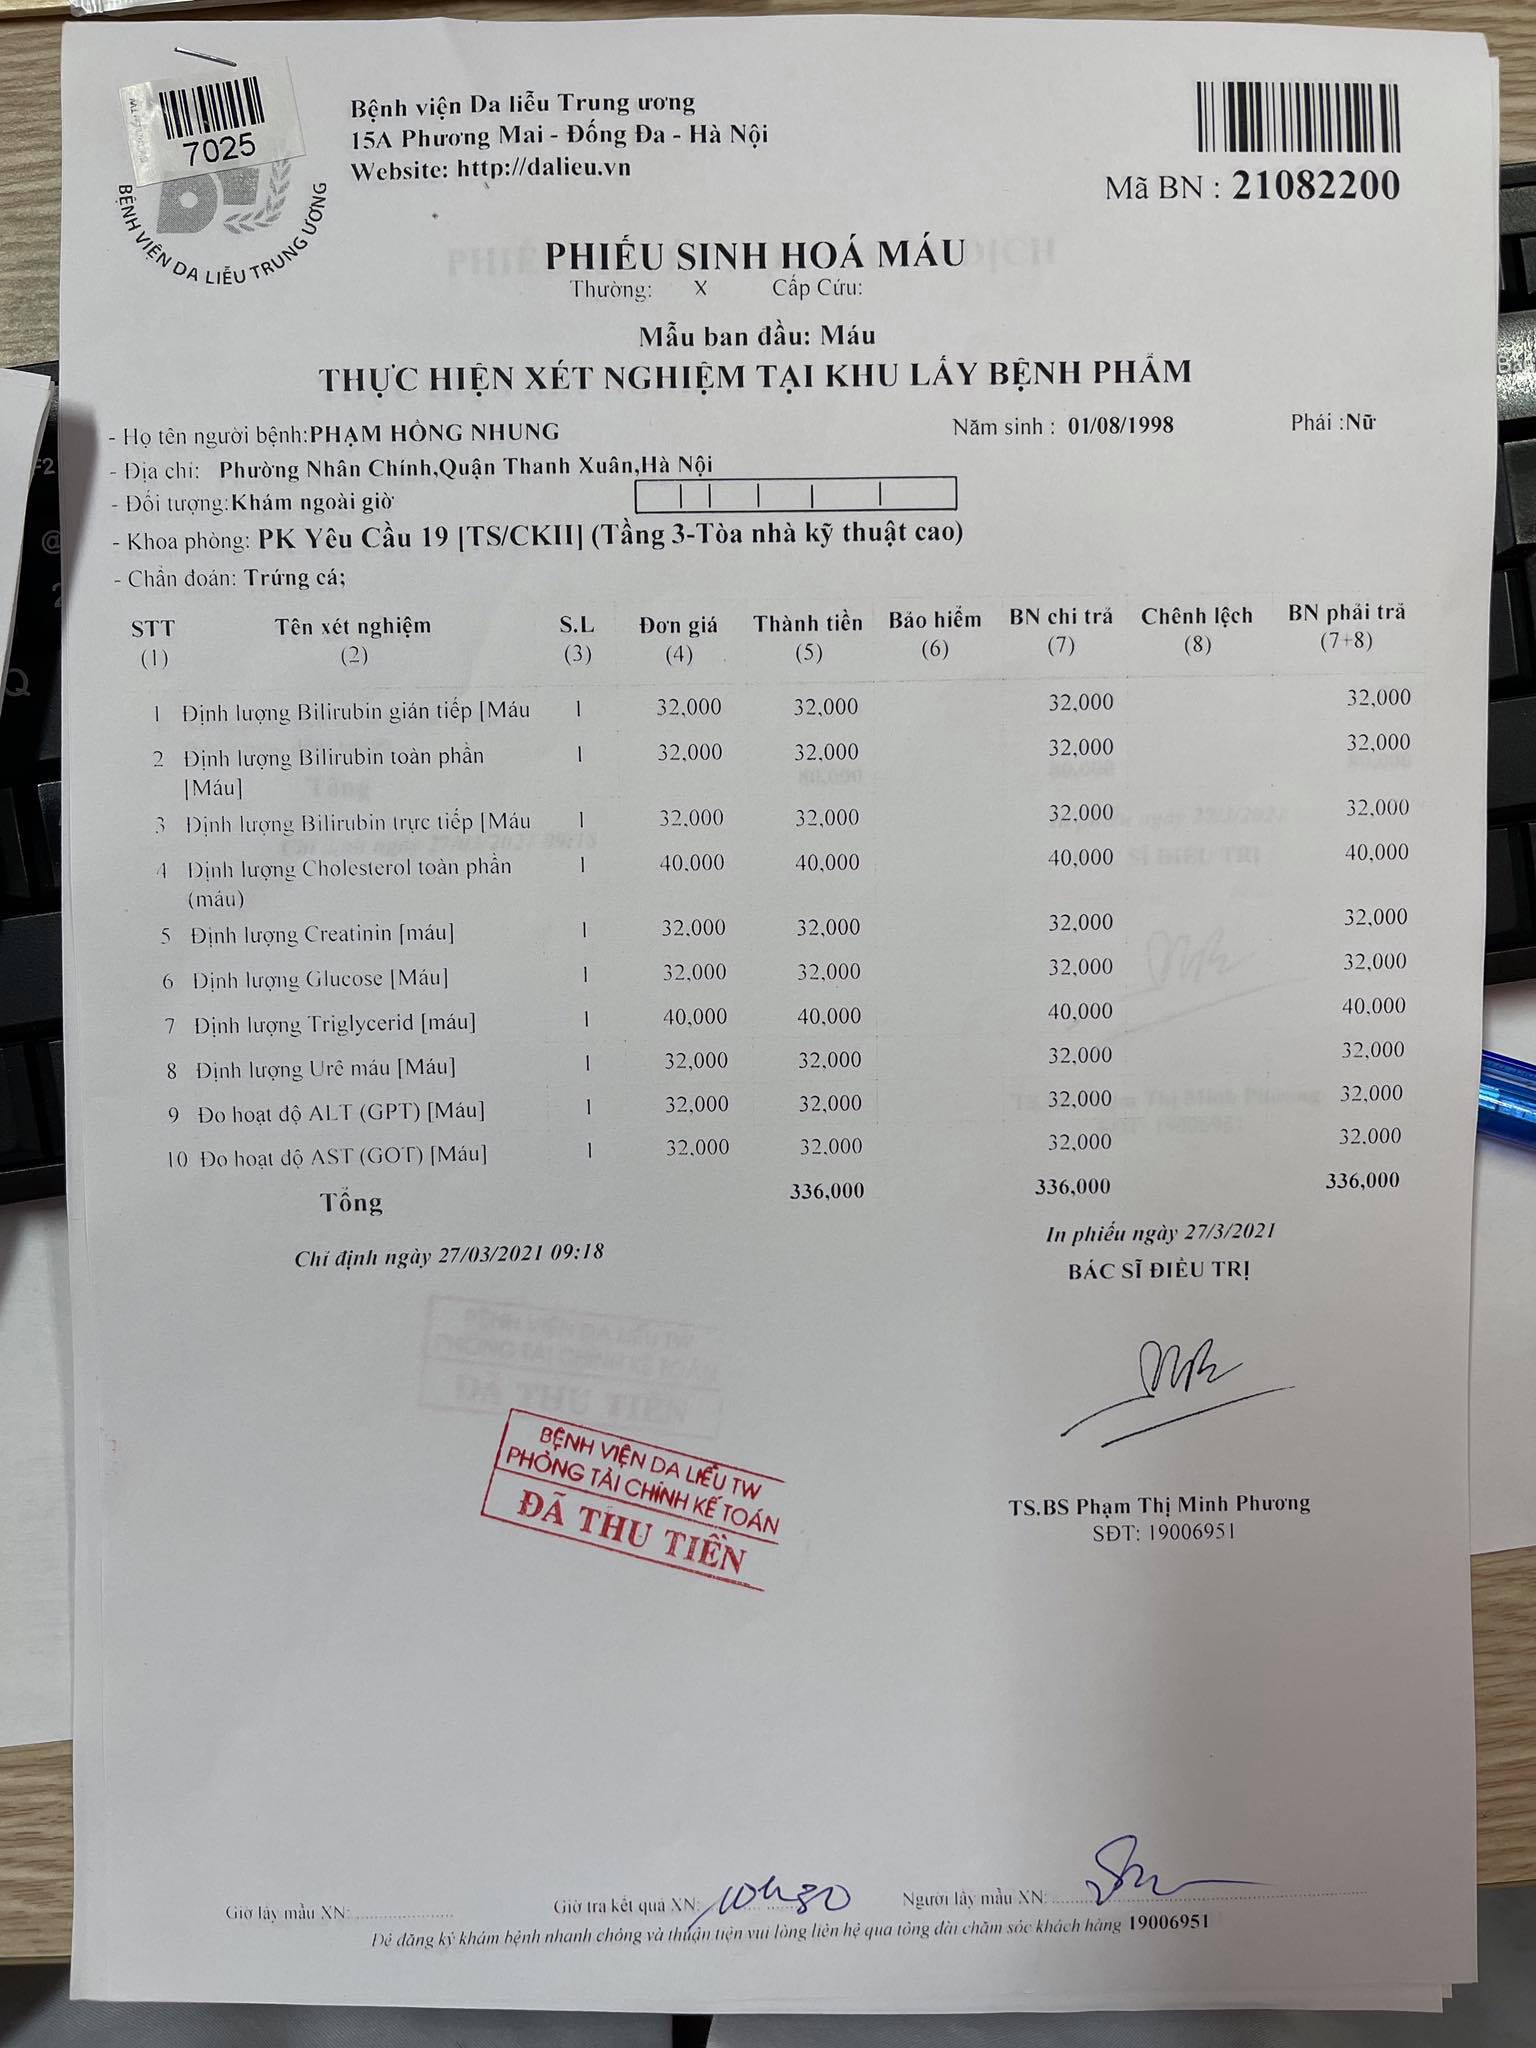 7025
BỆNH VIỆN DA LIỄU TRUNG ƯƠNG
Bệnh viện Da liễu Trung ương
15A Phương Mai - Đống Đa - Hà Nội
Website: http://dalieu.vn
Mã BN : 21082200
PHIẾU SINH HOÁ MÁU
Thường: X Cấp Cứu:
Mẫu ban đầu: Máu
THỰC HIỆN XÉT NGHIỆM TẠI KHU LẤY BỆNH PHẨM
- Họ tên người bệnh:PHẠM HỒNG NHUNG Năm sinh : 01/08/1998 Phái :Nữ
- Địa chỉ: Phường Nhân Chính,Quận Thanh Xuân,Hà Nội
- Đối tượng:Khám ngoài giờ
- Khoa phòng: PK Yêu Cầu 19 [TS/CKII] (Tầng 3-Tòa nhà kỹ thuật cao)
- Chẩn đoán: Trứng cá;
STT Tên xét nghiệm S.L Đơn giá Thành tiền Bảo hiểm BN chi trả Chênh lệch BN phải trả
(1) (2) (3) (4) (5) (6) (7) (8) (7+8)
1 Định lượng Bilirubin gián tiếp [Máu 1 32,000 32,000 32,000 32,000
2 Định lượng Bilirubin toàn phần 1 32,000 32,000 32,000 32,000
[Máu]
3 Định lượng Bilirubin trực tiếp [Máu 1 32,000 32,000 32,000 32,000
4 Định lượng Cholesterol toàn phần 1 40,000 40,000 40,000 40,000
(máu)
5 Định lượng Creatinin [máu] 1 32,000 32,000 32,000 32,000
6 Định lượng Glucose [Máu] 1 32,000 32,000 32,000 32,000
7 Định lượng Triglycerid [máu] 1 40,000 40,000 40,000 40,000
8 Định lượng Urê máu [Máu] 1 32,000 32,000 32,000 32,000
9 Đo hoạt độ ALT (GPT) [Máu] 1 32,000 32,000 32,000 32,000
10 Đo hoạt độ AST (GOT) [Máu] 1 32,000 32,000 32,000 32,000
Tổng 336,000 336,000 336,000
Chỉ định ngày 27/03/2021 09:18
In phiếu ngày 27/3/2021
BÁC SĨ ĐIỀU TRỊ
BỆNH VIỆN DA LIỄU TW
PHÒNG TÀI CHÍNH KẾ TOÁN
ĐÃ THU TIỀN
TS.BS Phạm Thị Minh Phương
SĐT: 19006951
Giờ lấy mẫu XN: Giờ trả kết quả XN: 10h30 Người lấy mẫu XN:
Để đăng ký khám bệnh nhanh chóng và thuận tiện vui lòng liên hệ qua tổng đài chăm sóc khách hàng 19006951